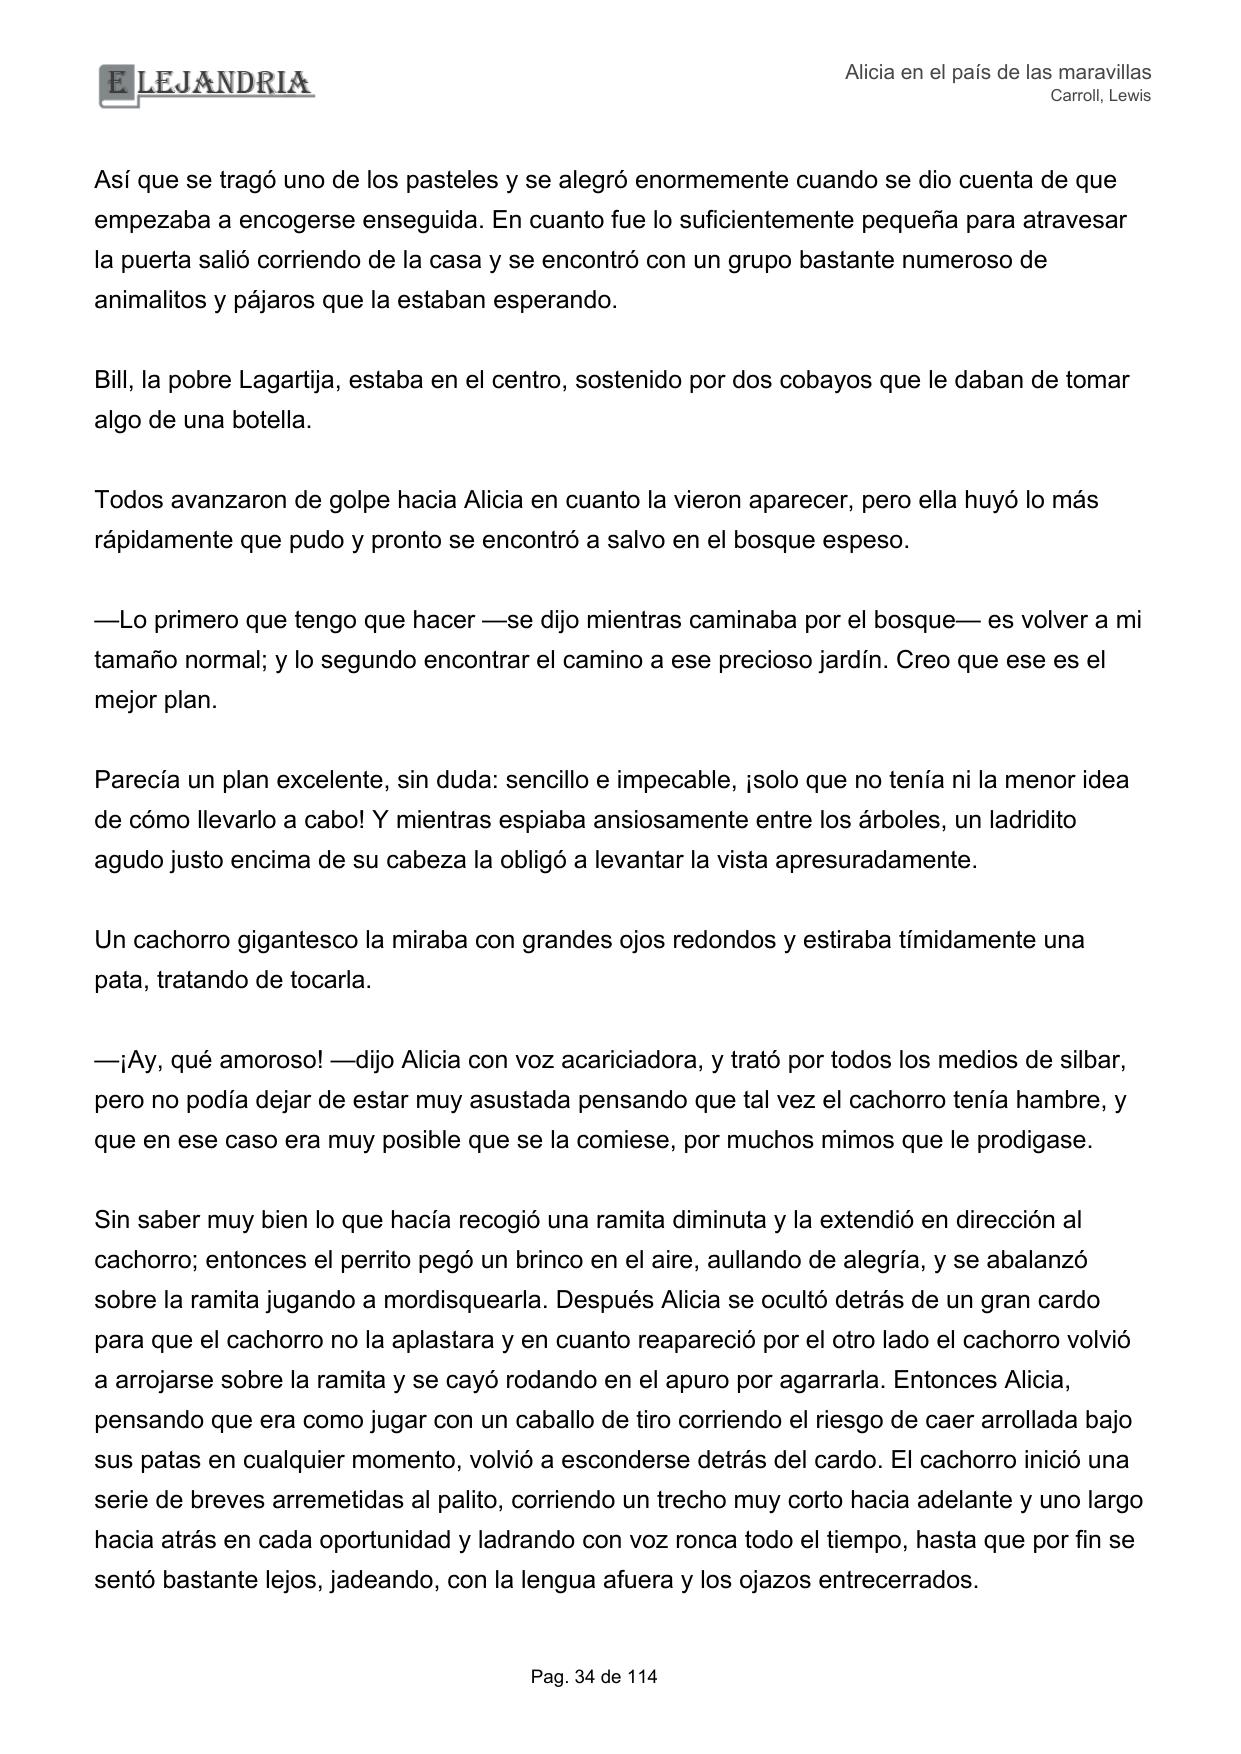 ELEJANDRIA
Alicia en el país de las maravillas
Carroll, Lewis
Así que se tragó uno de los pasteles y se alegró enormemente cuando se dio cuenta de que
empezaba a encogerse enseguida. En cuanto fue lo suficientemente pequeña para atravesar
la puerta salió corriendo de la casa y se encontró con un grupo bastante numeroso de
animalitos y pájaros que la estaban esperando.
Bill, la pobre Lagartija, estaba en el centro, sostenido por dos cobayos que le daban de tomar
algo de una botella.
Todos avanzaron de golpe hacia Alicia en cuanto la vieron aparecer, pero ella huyó lo más
rápidamente que pudo y pronto se encontró a salvo en el bosque espeso.
—Lo primero que tengo que hacer —se dijo mientras caminaba por el bosque— es volver a mi
tamaño normal; y lo segundo encontrar el camino a ese precioso jardín. Creo que ese es el
mejor plan.
Parecía un plan excelente, sin duda: sencillo e impecable, ¡solo que no tenía ni la menor idea
de cómo llevarlo a cabo! Y mientras espiaba ansiosamente entre los árboles, un ladridito
agudo justo encima de su cabeza la obligó a levantar la vista apresuradamente.
Un cachorro gigantesco la miraba con grandes ojos redondos y estiraba tímidamente una
pata, tratando de tocarla.
—¡Ay, qué amoroso! —dijo Alicia con voz acariciadora, y trató por todos los medios de silbar,
pero no podía dejar de estar muy asustada pensando que tal vez el cachorro tenía hambre, y
que en ese caso era muy posible que se la comiese, por muchos mimos que le prodigase.
Sin saber muy bien lo que hacía recogió una ramita diminuta y la extendió en dirección al
cachorro; entonces el perrito pegó un brinco en el aire, aullando de alegría, y se abalanzó
sobre la ramita jugando a mordisquearla. Después Alicia se ocultó detrás de un gran cardo
para que el cachorro no la aplastara y en cuanto reapareció por el otro lado el cachorro volvió
a arrojarse sobre la ramita y se cayó rodando en el apuro por agarrarla. Entonces Alicia,
pensando que era como jugar con un caballo de tiro corriendo el riesgo de caer arrollada bajo
sus patas en cualquier momento, volvió a esconderse detrás del cardo. El cachorro inició una
serie de breves arremetidas al palito, corriendo un trecho muy corto hacia adelante y uno largo
hacia atrás en cada oportunidad y ladrando con voz ronca todo el tiempo, hasta que por fin se
sentó bastante lejos, jadeando, con la lengua afuera y los ojazos entrecerrados.
Pag. 34 de 114